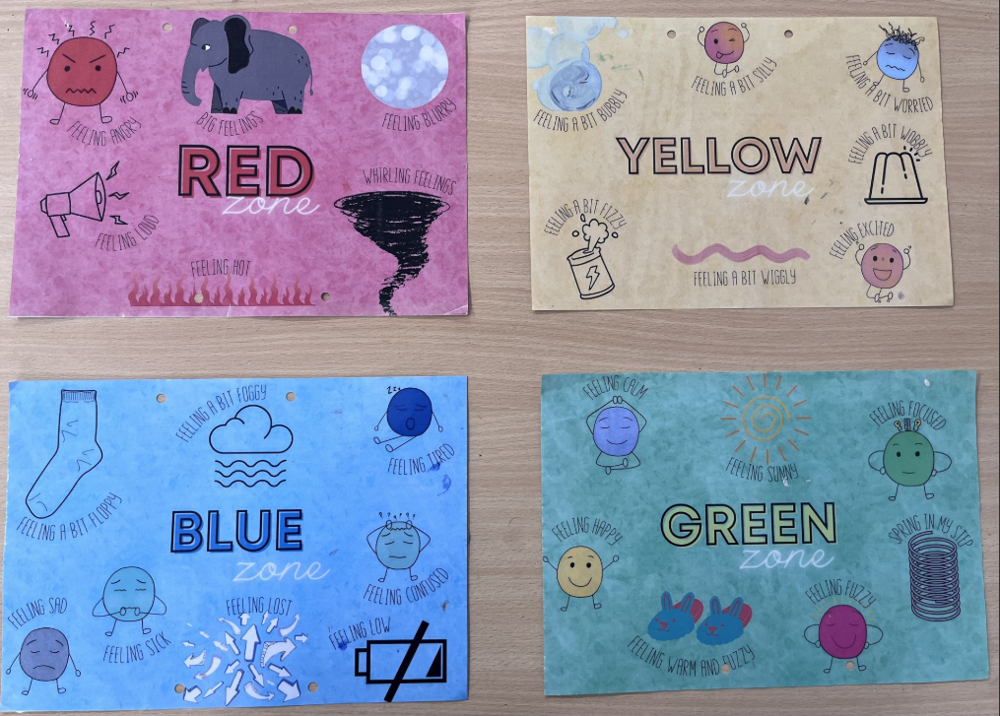 FEELING ANGRY
BIG FEELINGS
FEELING BLURRY
RED
zone
WHIRLING FEELINGS
FEELING LOUD
FEELING HOT
FEELING A BIT BUBBLY
FEELING A BIT SILLY
FEELING A BIT WORRIED
YELLOW
zone
FEELING A BIT WOBBLY
FEELING A BIT FIZZY
FEELING A BIT WIGGLY
FEELING EXCITED
FEELING A BIT FLOPPY
FEELING A BIT FOGGY
zzz
FEELING TIRED
BLUE
zone
FEELING CONFUSED
FEELING SAD
FEELING SICK
FEELING LOST
FEELING LOW
FEELING CALM
FEELING SUNNY
FEELING FOCUSED
GREEN
zone
FEELING HAPPY
SPRING IN MY STEP
FEELING WARM AND FUZZY
FEELING FUZZY